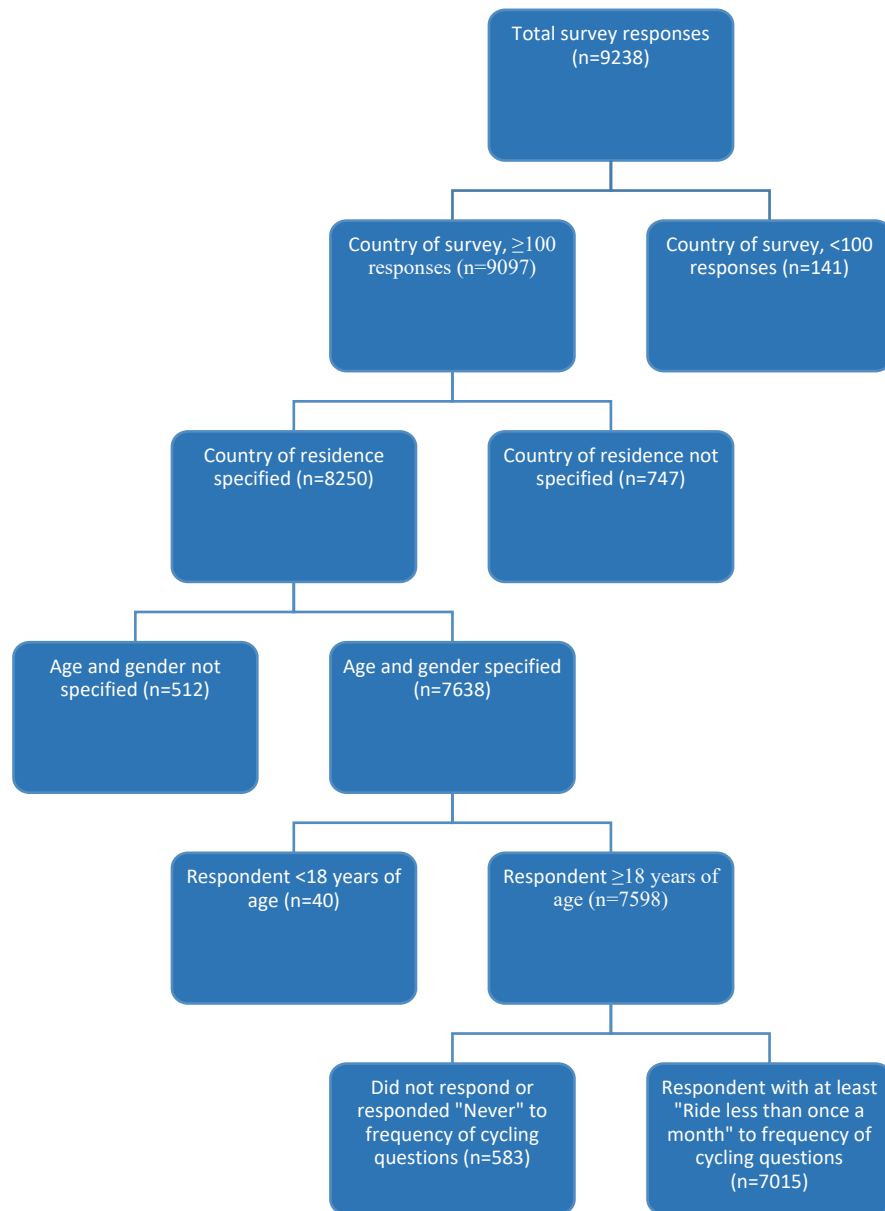 Total survey responses
(n=9238)
Country of survey, ≥100
responses (n=9097)
Country of survey, <100
responses (n=141)
Country of residence
specified (n=8250)
Country of residence not
specified (n=747)
Age and gender not
specified (n=512)
Age and gender specified
(n=7638)
Respondent <18 years of
age (n=40)
Respondent ≥18 years of
age (n=7598)
Did not respond or
responded "Never" to
frequency of cycling
questions (n=583)
Respondent with at least
"Ride less than once a
month" to frequency of
cycling questions
(n=7015)